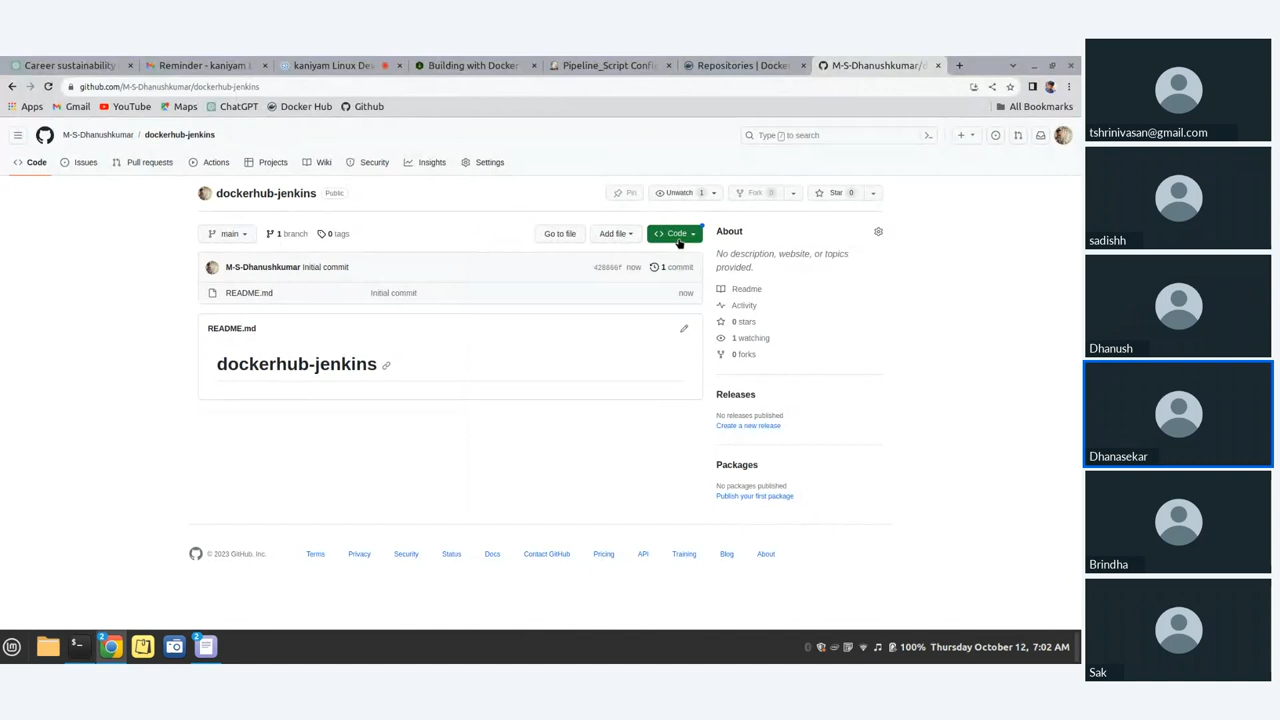 Career sustainability
Reminder - kaniyam
kaniyam Linux De
Building with Docker
Pipeline_Script Confi
Repositories | Docke
M-S-Dhanushkumar/d
github.com/M-S-Dhanushkumar/dockerhub-jenkins
Apps
Gmail
YouTube
Maps
ChatGPT
Docker Hub
Github
All Bookmarks
M-S-Dhanushkumar / dockerhub-jenkins
Type / to search
Code
Issues
Pull requests
Actions
Projects
Wiki
Security
Insights
Settings
dockerhub-jenkins Public
Pin
Unwatch 1
Fork 0
Star 0
main
1 branch
0 tags
Go to file
Add file
<> Code
M-S-Dhanushkumar Initial commit
now
1 commit
README.md
Initial commit
now
README.md
dockerhub-jenkins
About
No description, website, or topics
provided.
Readme
Activity
0 stars
1 watching
0 forks
Releases
No releases published
Create a new release
Packages
No packages published
Publish your first package
© 2023 GitHub, Inc.
Terms
Privacy
Security
Status
Docs
Contact GitHub
Pricing
API
Training
Blog
About
2
2
100% Thursday October 12, 7:02 AM
tshrinivasan@gmail.com
sadishh
Dhanush
Dhanasekar
Brindha
Sak